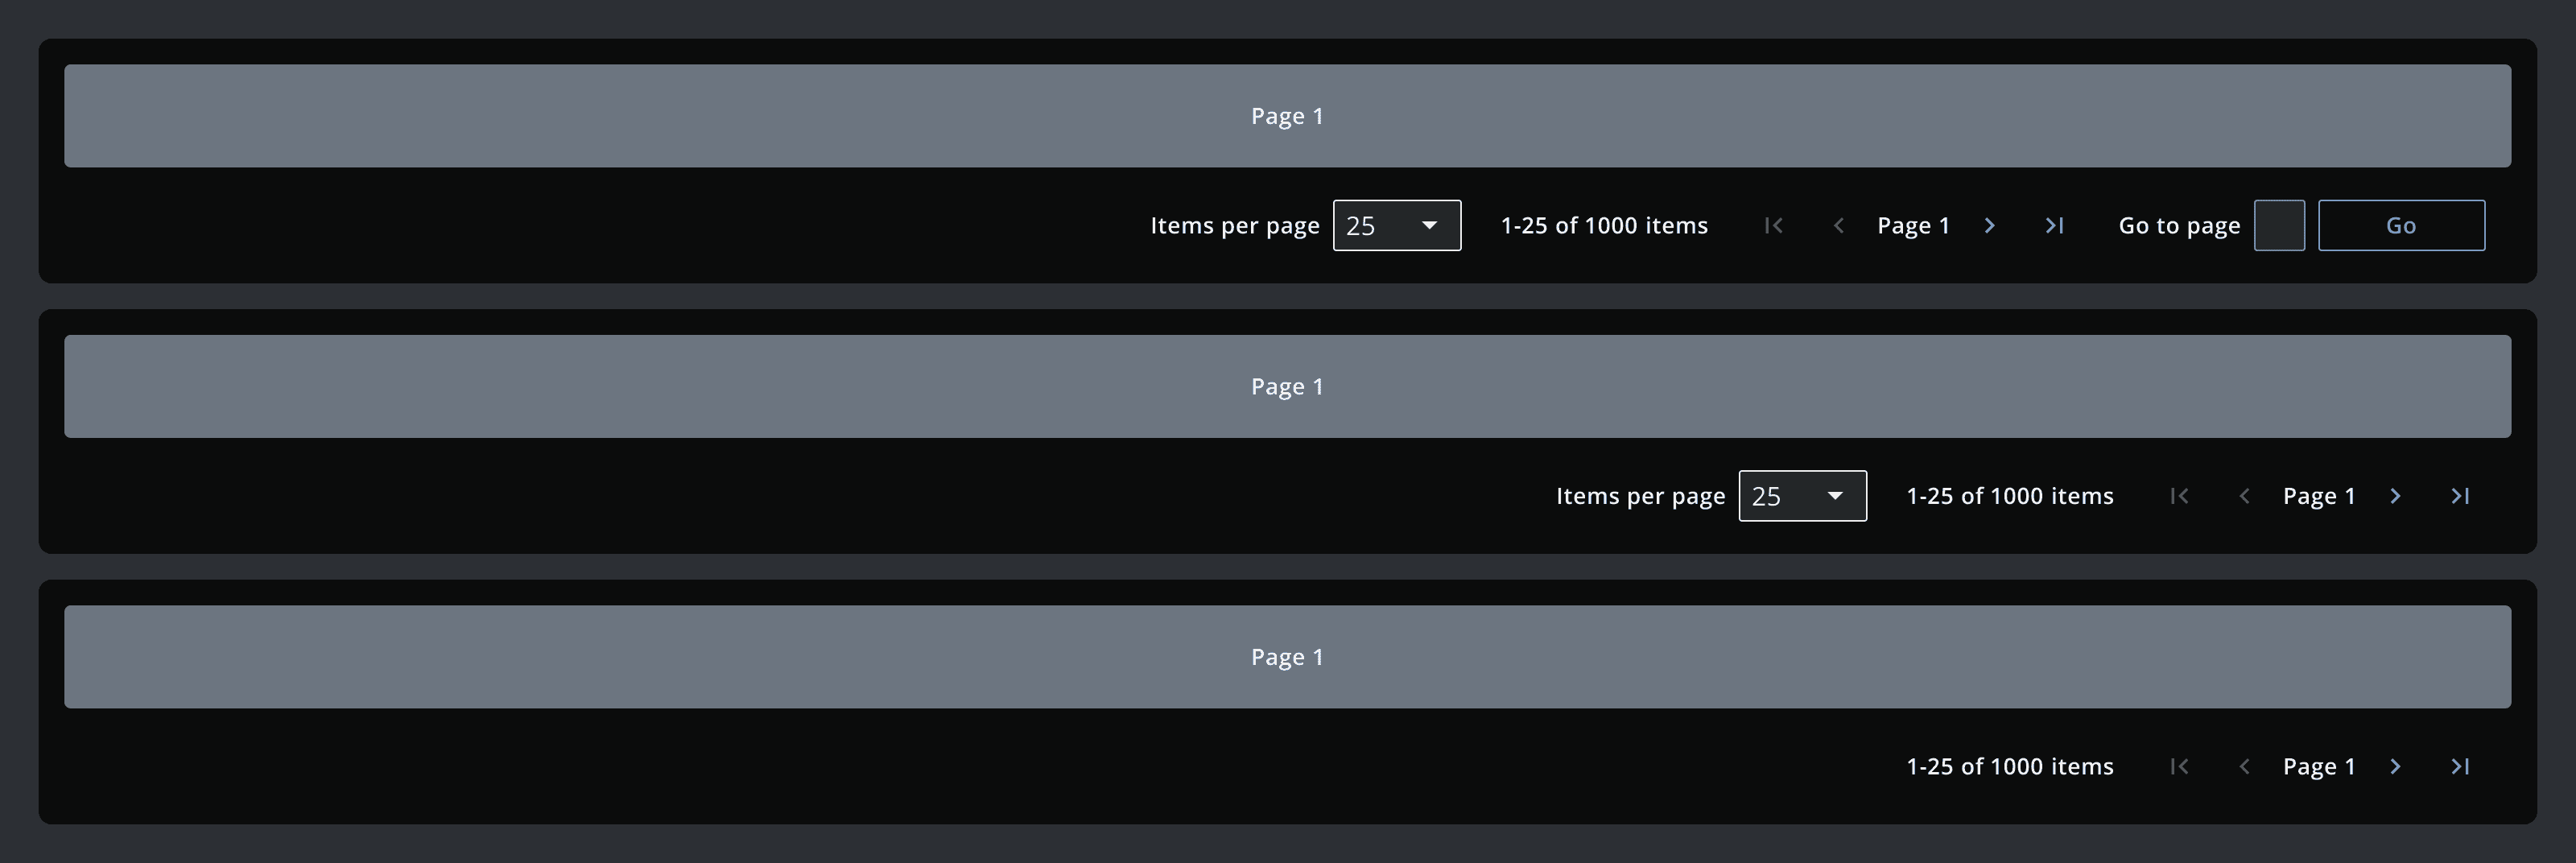 Page 1
Items per page 25 1-25 of 1000 items Page 1 Go to page Go
Page 1
Items per page 25 1-25 of 1000 items Page 1
Page 1
1-25 of 1000 items Page 1